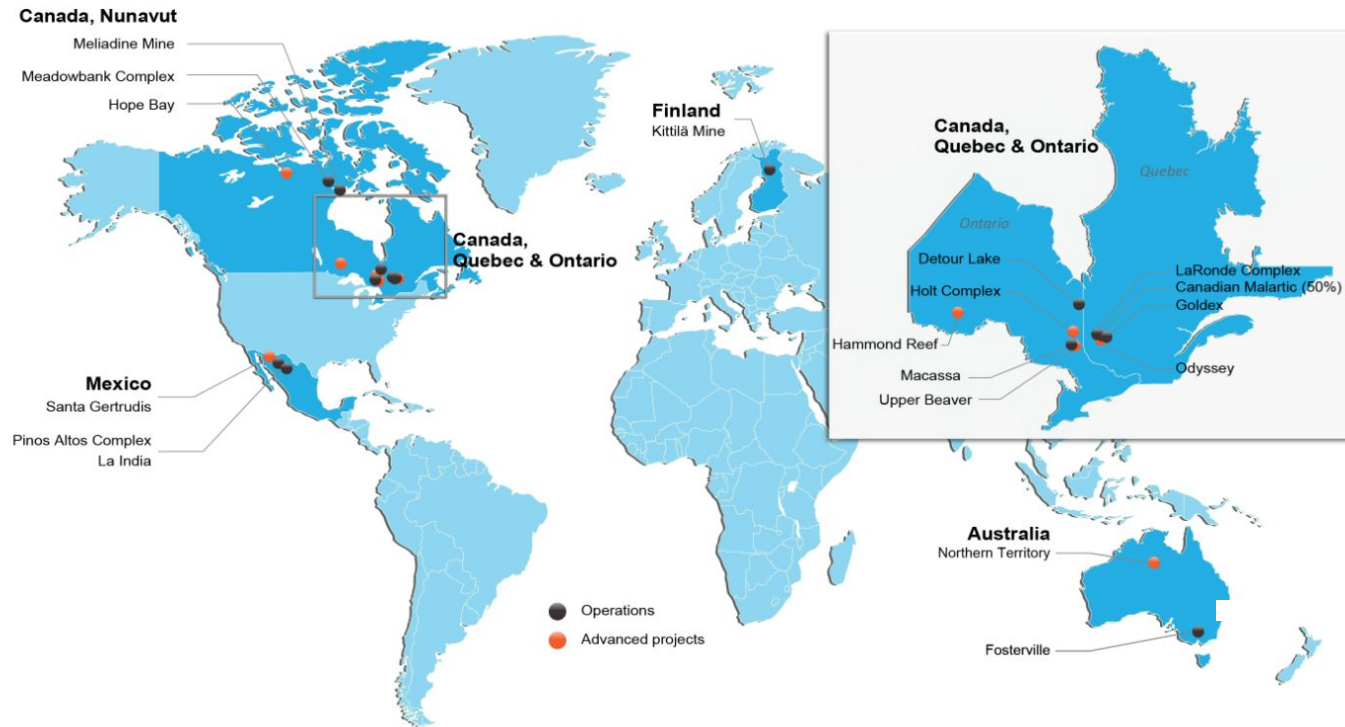 Canada, Nunavut
Meliadine Mine
Meadowbank Complex
Hope Bay
Finland
Kittilä Mine
Canada,
Quebec & Ontario
Mexico
Santa Gertrudis
Pinos Altos Complex
La India
Operations
Advanced projects
Canada,
Quebec & Ontario
Quebec
Ontario
Detour Lake
Holt Complex
Hammond Reef
Macassa
Upper Beaver
LaRonde Complex
Canadian Malartic (50%)
Goldex
Odyssey
Australia
Northern Territory
Fosterville